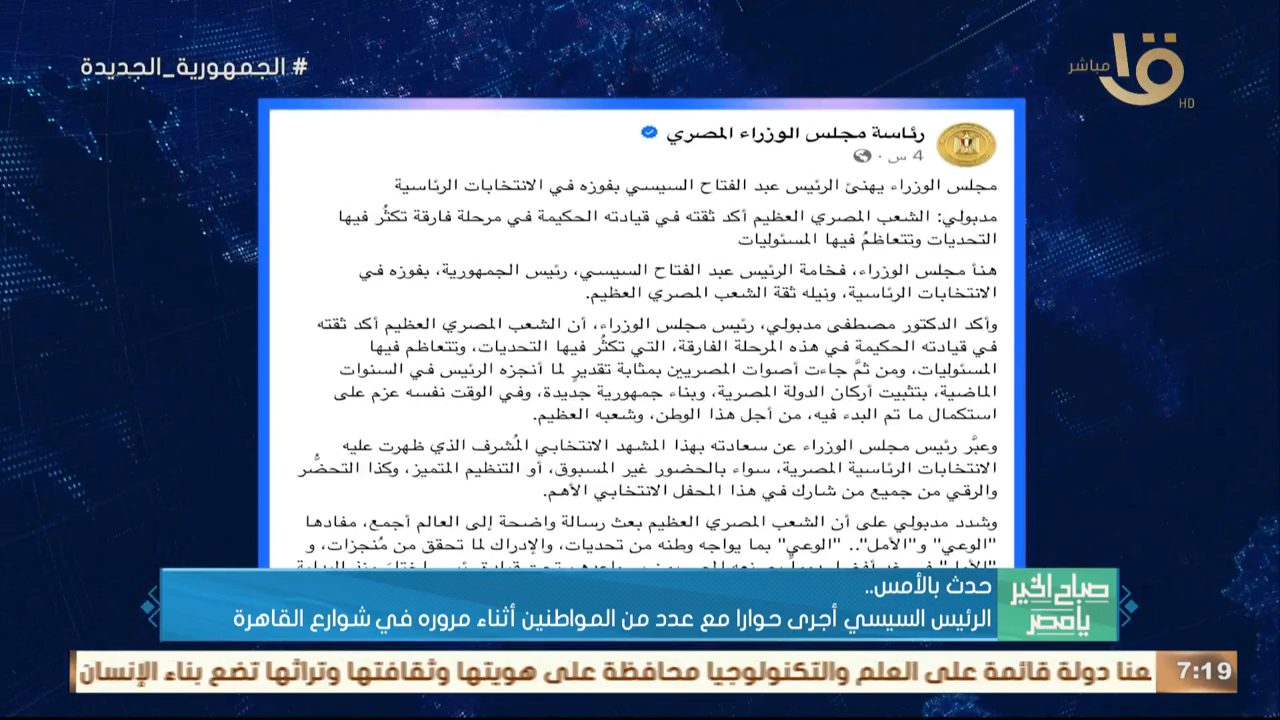 #الجمهورية_الجديدة
مباشر
HD
رئاسة مجلس الوزراء المصري
4 س ·
مجلس الوزراء يهنئ الرئيس عبد الفتاح السيسي بفوزه في الانتخابات الرئاسية
مدبولي: الشعب المصري العظيم أكد ثقته في قيادته الحكيمة في مرحلة فارقة تكثُر فيها
التحديات وتتعاظمُ فيها المسئوليات
هنأ مجلس الوزراء، فخامة الرئيس عبد الفتاح السيسي، رئيس الجمهورية، بفوزه في
الانتخابات الرئاسية، ونيله ثقة الشعب المصري العظيم.
وأكد الدكتور مصطفى مدبولي، رئيس مجلس الوزراء، أن الشعب المصري العظيم أكد ثقته
في قيادته الحكيمة في هذه المرحلة الفارقة، التي تكثُر فيها التحديات، وتتعاظم فيها
المسئوليات، ومن ثمَّ جاءت أصوات المصريين بمثابة تقديرٍ لما أنجزه الرئيس في السنوات
الماضية، بتثبيت أركان الدولة المصرية، وبناء جمهورية جديدة، وفي الوقت نفسه عزم على
استكمال ما تم البدء فيه، من أجل هذا الوطن، وشعبه العظيم.
وعبَّر رئيس مجلس الوزراء عن سعادته بهذا المشهد الانتخابي المُشرف الذي ظهرت عليه
الانتخابات الرئاسية المصرية، سواء بالحضور غير المسبوق، أو التنظيم المتميز، وكذا التحضُّر
والرقي من جميع من شارك في هذا المحفل الانتخابي الأهم.
وشدد مدبولي على أن الشعب المصري العظيم بعث رسالة واضحة إلى العالم أجمع، مفادها
"الوعي" و"الأمل".. "الوعي" بما يواجه وطنه من تحديات، والإدراك لما تحقق من مُنجزات، و
صباح الخير
يا مصر
حدث بالأمس..
الرئيس السيسي أجرى حوارا مع عدد من المواطنين أثناء مروره في شوارع القاهرة
7:19
عنا دولة قائمة على العلم والتكنولوجيا محافظة على هويتها وثقافتها وتراثها تضع بناء الإنسان